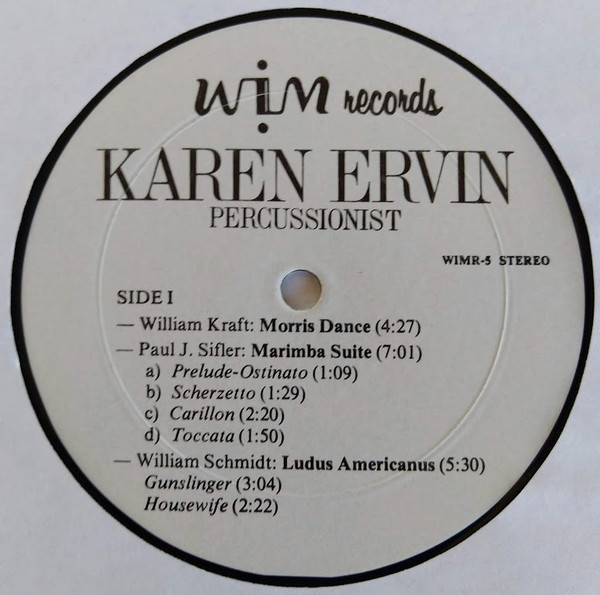 wim records
KAREN ERVIN
PERCUSSIONIST
WIMR-5 STEREO
SIDE I
— William Kraft: Morris Dance (4:27)
— Paul J. Sifler: Marimba Suite (7:01)
a) Prelude-Ostinato (1:09)
b) Scherzetto (1:29)
c) Carillon (2:20)
d) Toccata (1:50)
— William Schmidt: Ludus Americanus (5:30)
Gunslinger (3:04)
Housewife (2:22)